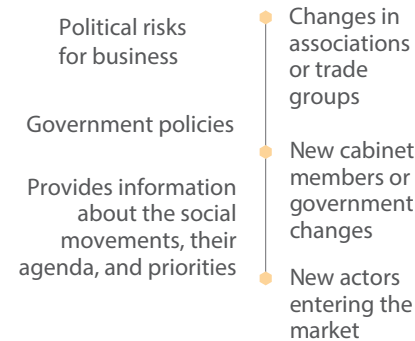 Political risks
for business
Government policies
Provides information
about the social
movements, their
agenda, and priorities
Changes in
associations
or trade
groups
New cabinet
members or
government
changes
New actors
entering the
market